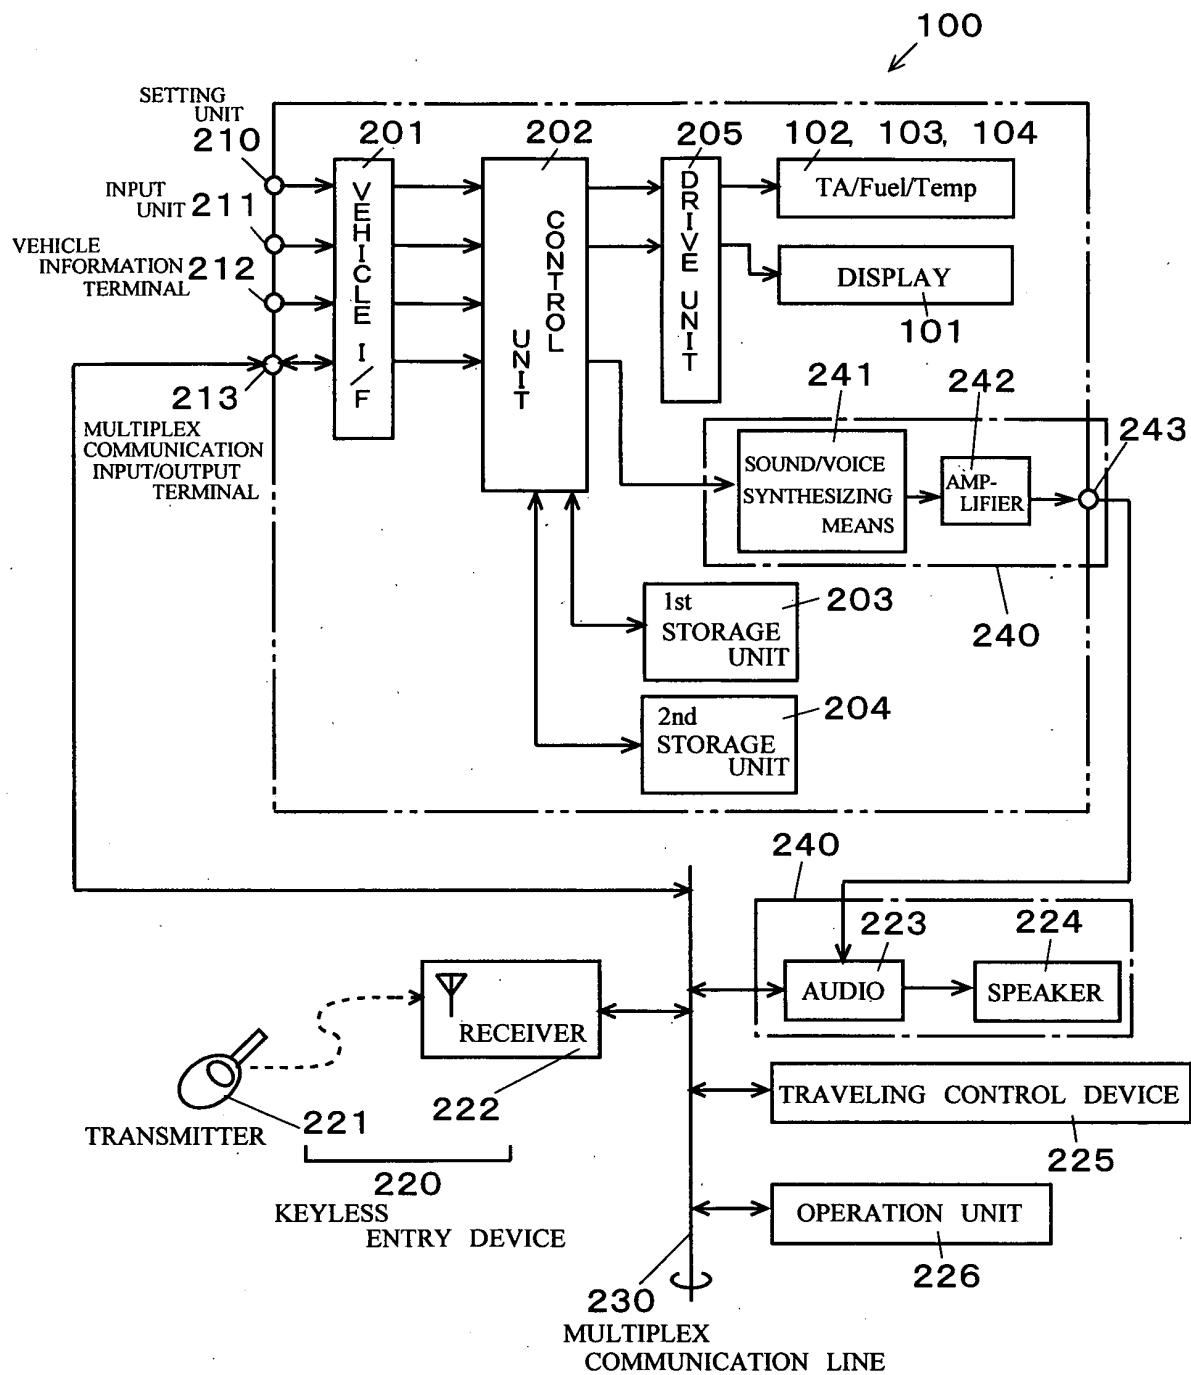 100
SETTING
UNIT
210
201
202
205
102, 103, 104
INPUT
UNIT 211
VEHICLE
INFORMATION 212
TERMINAL
213
MULTIPLEX
COMMUNICATION
INPUT/OUTPUT
TERMINAL
VEHICLE I/F
CONTROL
UNIT
DRIVE UNIT
TA/Fuel/Temp
DISPLAY
101
241
242
243
SOUND/VOICE
SYNTHESIZING
MEANS
AMP-
LIFIER
240
1st
STORAGE
UNIT
203
2nd
STORAGE
UNIT
204
240
223
224
AUDIO
SPEAKER
RECEIVER
222
TRANSMITTER
221
220
KEYLESS
ENTRY DEVICE
TRAVELING CONTROL DEVICE
225
OPERATION UNIT
226
230
MULTIPLEX
COMMUNICATION LINE